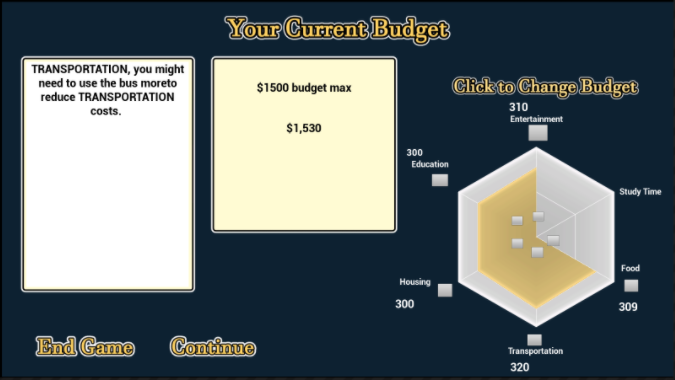 Your Current Budget
TRANSPORTATION, you might
need to use the bus moreto
reduce TRANSPORTATION
costs.
$1500 budget max
$1,530
Click to Change Budget
310
Entertainment
300
Education
Study Time
Food
309
Housing
300
Transportation
320
End Game
Continue